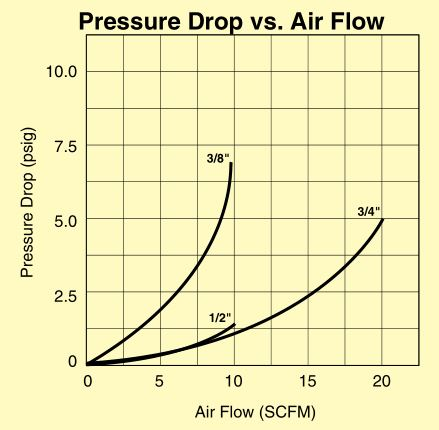 Pressure Drop vs. Air Flow
10.0
7.5
5.0
2.5
0
Pressure Drop (psig)
3/8"
3/4"
1/2"
0 5 10 15 20
Air Flow (SCFM)